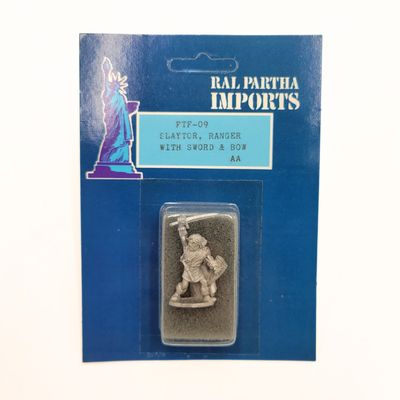 RAL PARTHA
IMPORTS
FTF-09
SLAYTOR, RANGER
WITH SWORD & BOW
AA